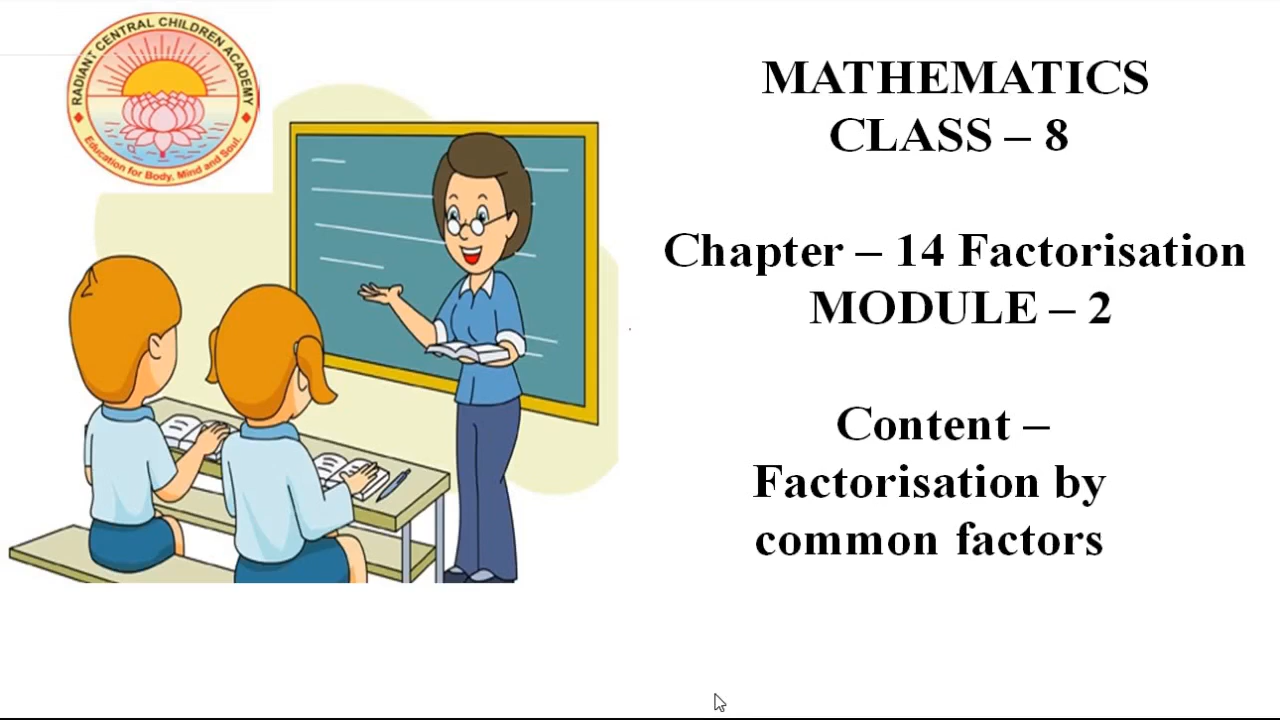 RADIANT CENTRAL CHILDREN ACADEMY
Education for Body, Mind and Soul.
MATHEMATICS
CLASS – 8
Chapter – 14 Factorisation
MODULE – 2
Content –
Factorisation by
common factors